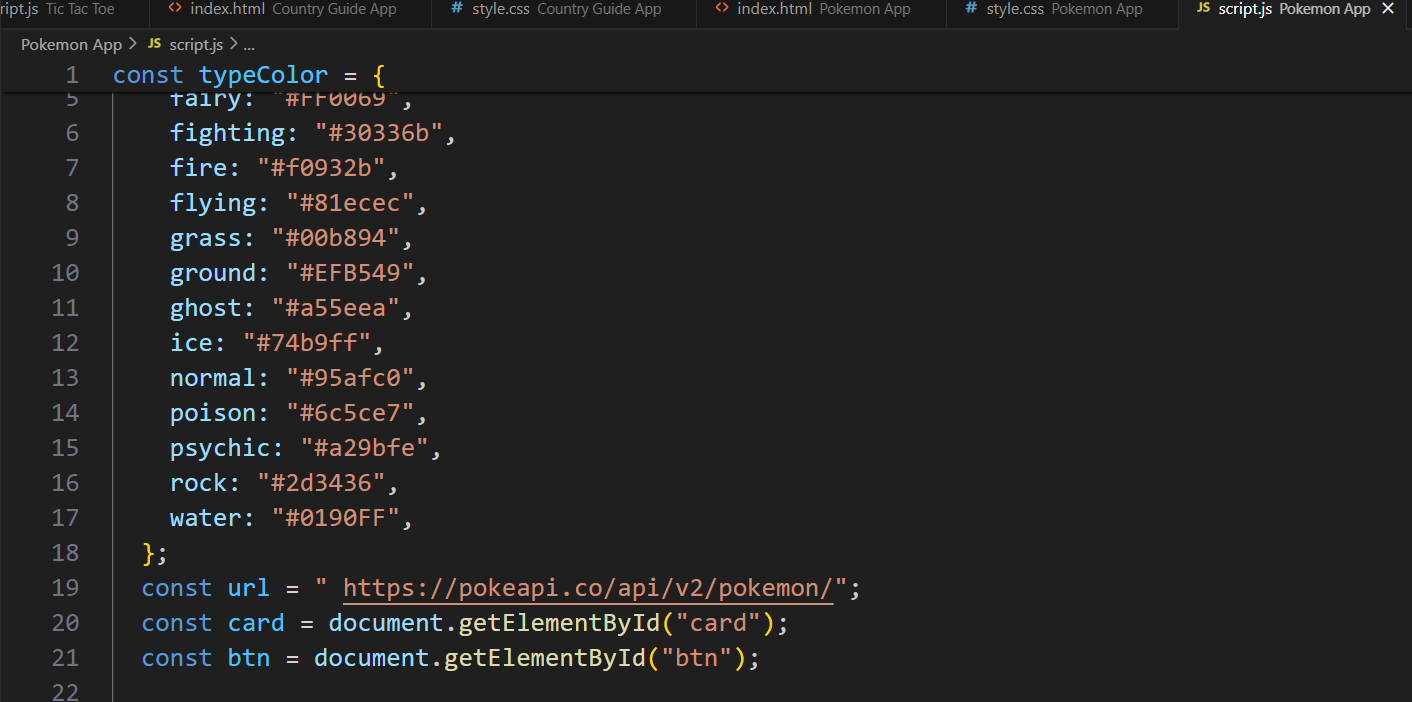 ript.js Tic Tac Toe <> index.html Country Guide App # style.css Country Guide App <> index.html Pokemon App # style.css Pokemon App JS script.js Pokemon App ×
Pokemon App > JS script.js > ...
1 const typeColor = {
5 fairy: "#FF0069",
6 fighting: "#30336b",
7 fire: "#f0932b",
8 flying: "#81ecec",
9 grass: "#00b894",
10 ground: "#EFB549",
11 ghost: "#a55eea",
12 ice: "#74b9ff",
13 normal: "#95afc0",
14 poison: "#6c5ce7",
15 psychic: "#a29bfe",
16 rock: "#2d3436",
17 water: "#0190FF",
18 };
19 const url = " https://pokeapi.co/api/v2/pokemon/";
20 const card = document.getElementById("card");
21 const btn = document.getElementById("btn");
22